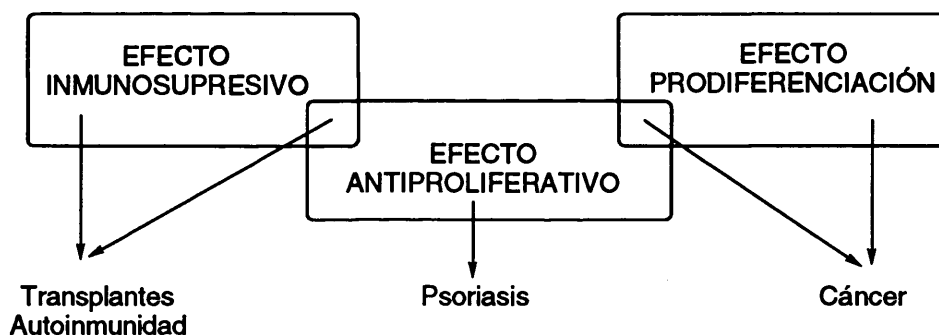 EFECTO
INMUNOSUPRESIVO
EFECTO
PRODIFERENCIACIÓN
EFECTO
ANTIPROLIFERATIVO
Transplantes
Autoinmunidad
Psoriasis
Cáncer